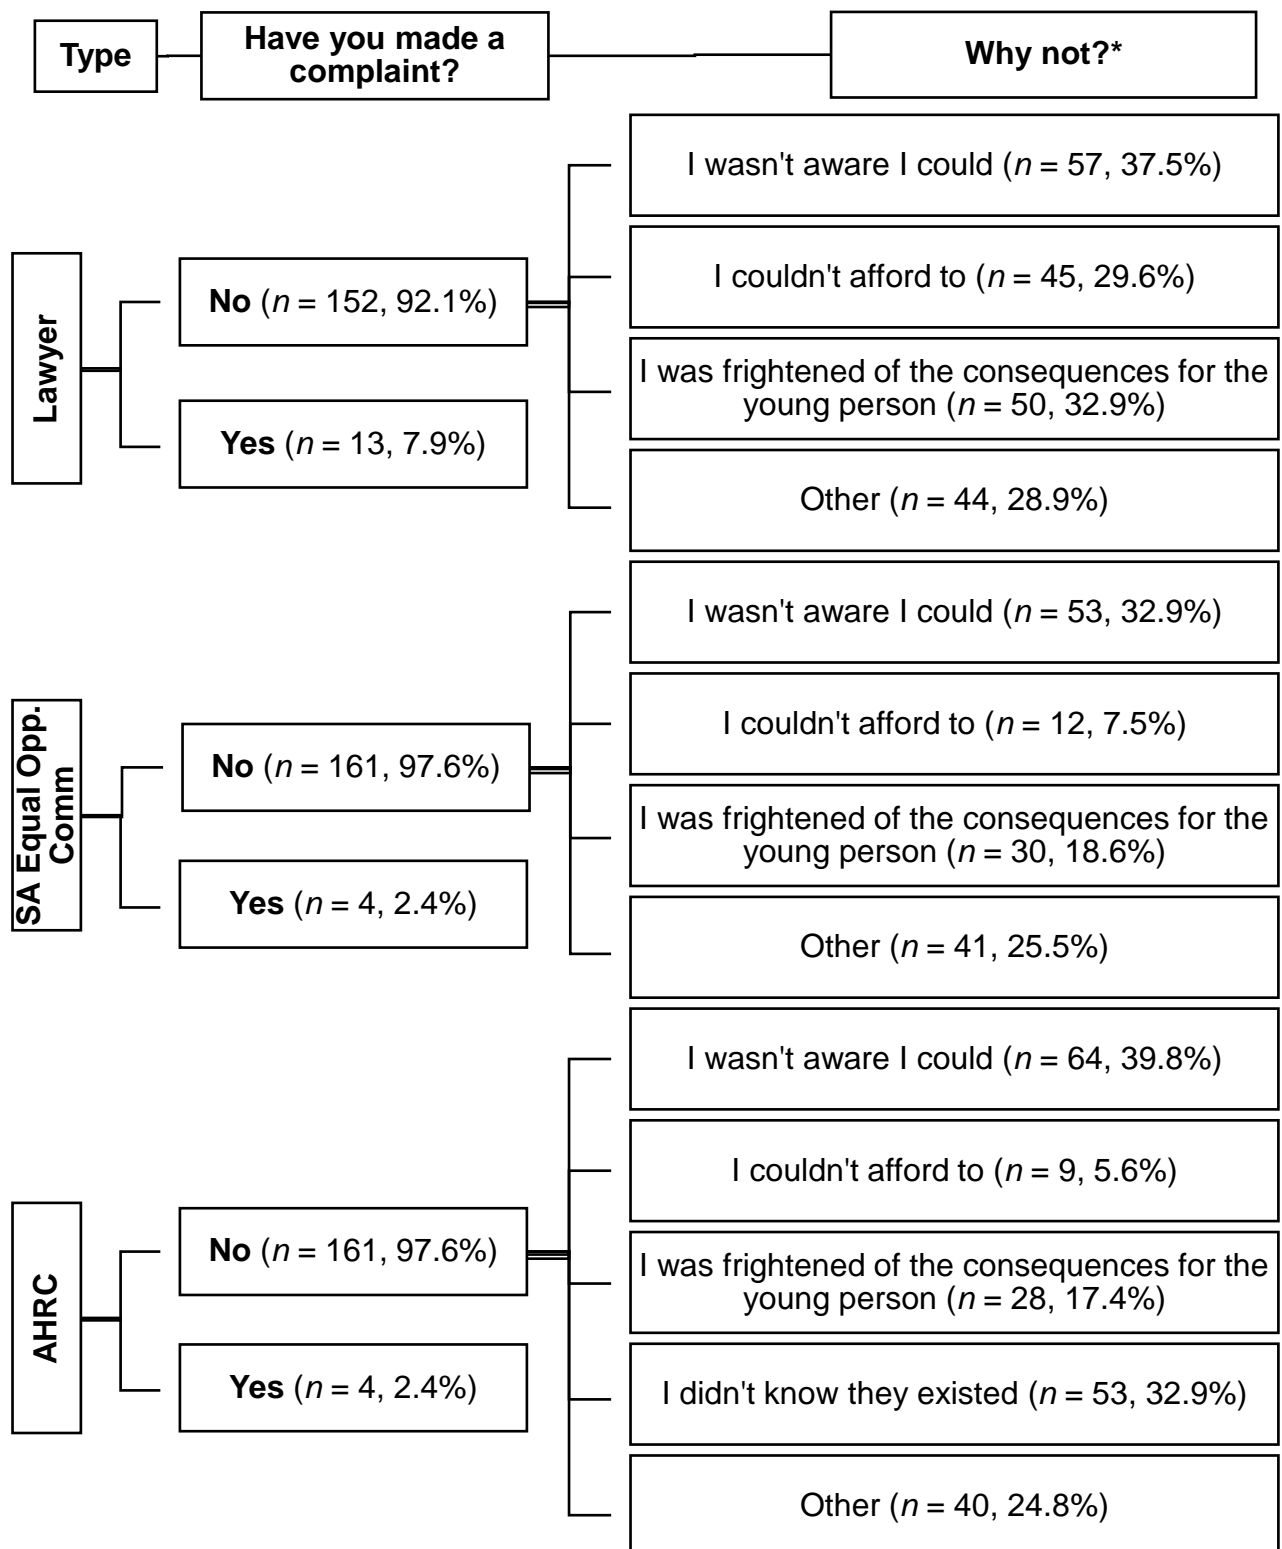 Type
Have you made a
complaint?
Why not?*
Lawyer
No (n = 152, 92.1%)
Yes (n = 13, 7.9%)
I wasn't aware I could (n = 57, 37.5%)
I couldn't afford to (n = 45, 29.6%)
I was frightened of the consequences for the
young person (n = 50, 32.9%)
Other (n = 44, 28.9%)
SA Equal Opp.
Comm
No (n = 161, 97.6%)
Yes (n = 4, 2.4%)
I wasn't aware I could (n = 53, 32.9%)
I couldn't afford to (n = 12, 7.5%)
I was frightened of the consequences for the
young person (n = 30, 18.6%)
Other (n = 41, 25.5%)
AHRC
No (n = 161, 97.6%)
Yes (n = 4, 2.4%)
I wasn't aware I could (n = 64, 39.8%)
I couldn't afford to (n = 9, 5.6%)
I was frightened of the consequences for the
young person (n = 28, 17.4%)
I didn't know they existed (n = 53, 32.9%)
Other (n = 40, 24.8%)